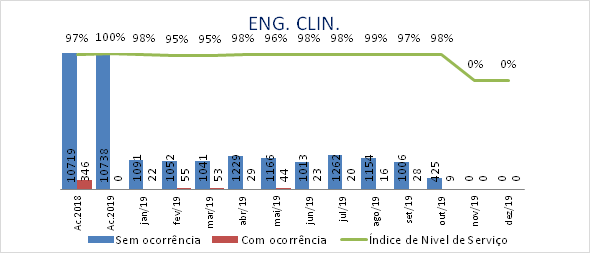 ENG. CLIN.
97% 100% 98% 95% 95% 98% 96% 98% 98% 99% 97% 98% 0% 0%
10719 346 10738 0 1091 22 1052 55 1041 53 1229 29 1166 44 1013 23 1262 20 1154 16 1006 28 425 9 0 0 0 0
Ac.2018 Ac.2019 jan/19 fev/19 mar/19 abr/19 mai/19 jun/19 jul/19 ago/19 set/19 out/19 nov/19 dez/19
Sem ocorrência Com ocorrência Índice de Nivel de Serviço